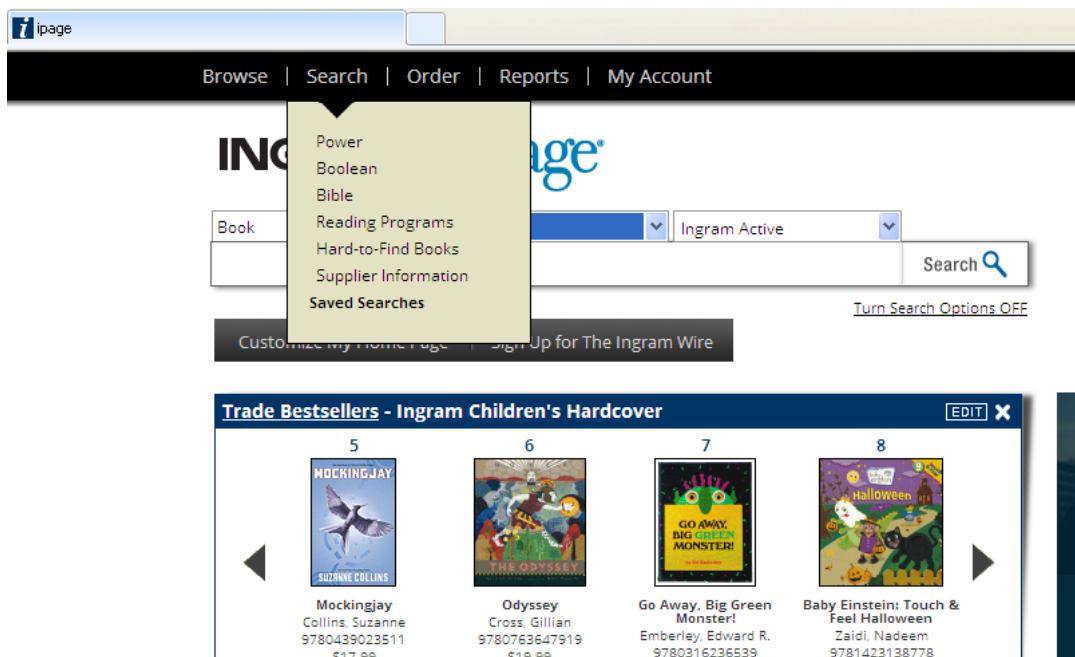 ipage
Browse | Search | Order | Reports | My Account
Power
Boolean
Bible
Reading Programs
Hard-to-Find Books
Supplier Information
Saved Searches
Book
Ingram Active
Search
Turn Search Options OFF
Sign Up for The Ingram Wire
Trade Bestsellers - Ingram Children's Hardcover
EDIT
5 6 7 8
MOCKINGJAY
SUZANNE COLLINS
THE ODYSSEY
GO AWAY,
BIG GREEN
MONSTER!
Halloween
Mockingjay
Collins, Suzanne
9780439023511
$17.99
Odyssey
Cross, Gillian
9780763647919
$19.99
Go Away, Big Green
Monster!
Emberley, Edward R.
9780316236539
Baby Einstein: Touch &
Feel Halloween
Zaidi, Nadeem
9781423138778